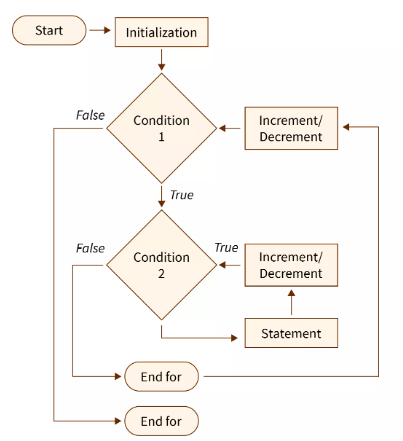 Start
Initialization
False
Condition
1
Increment/
Decrement
True
False
Condition
2
True
Increment/
Decrement
Statement
End for
End for